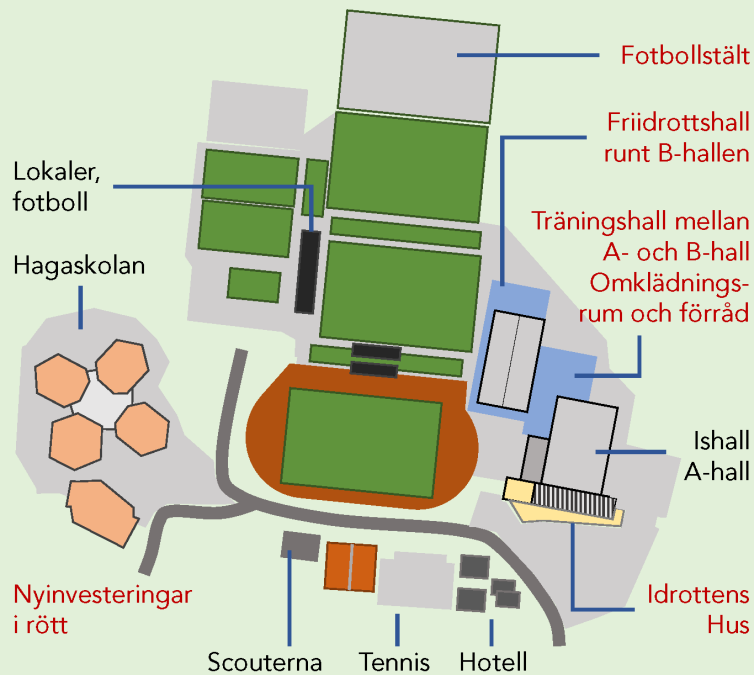 Fotbollstält
Friidrottshall
runt B-hallen
Lokaler,
fotboll
Träningshall mellan
A- och B-hall
Omklädnings-
rum och förråd
Hagaskolan
Ishall
A-hall
Nyinvesteringar
i rött
Idrottens
Hus
Scouterna
Tennis
Hotell